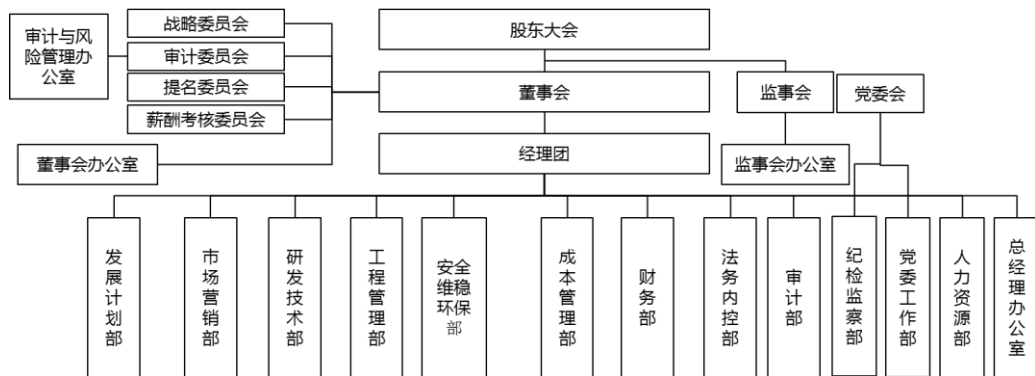 战略委员会
股东大会
审计与风
险管理办
公室
审计委员会
提名委员会
董事会
监事会
党委会
薪酬考核委员会
董事会办公室
经理团
监事会办公室
发展计划部
市场营销部
研发技术部
工程管理部
安全
维稳
环保
部
成本管理部
财务部
法务内控部
审计部
纪检监察部
党委工作部
人力资源部
总经理办公室